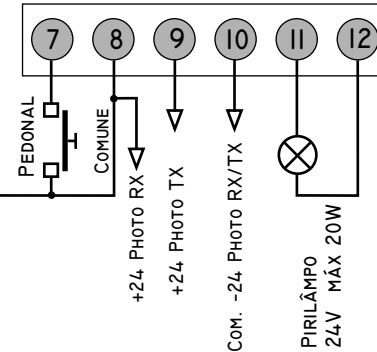 7 8 9 10 11 12
PEDONAL
COMUNE
+24 PHOTO RX
+24 PHOTO TX
COM. -24 PHOTO RX/TX
PIRILÂMPO
24V MÁX 20W